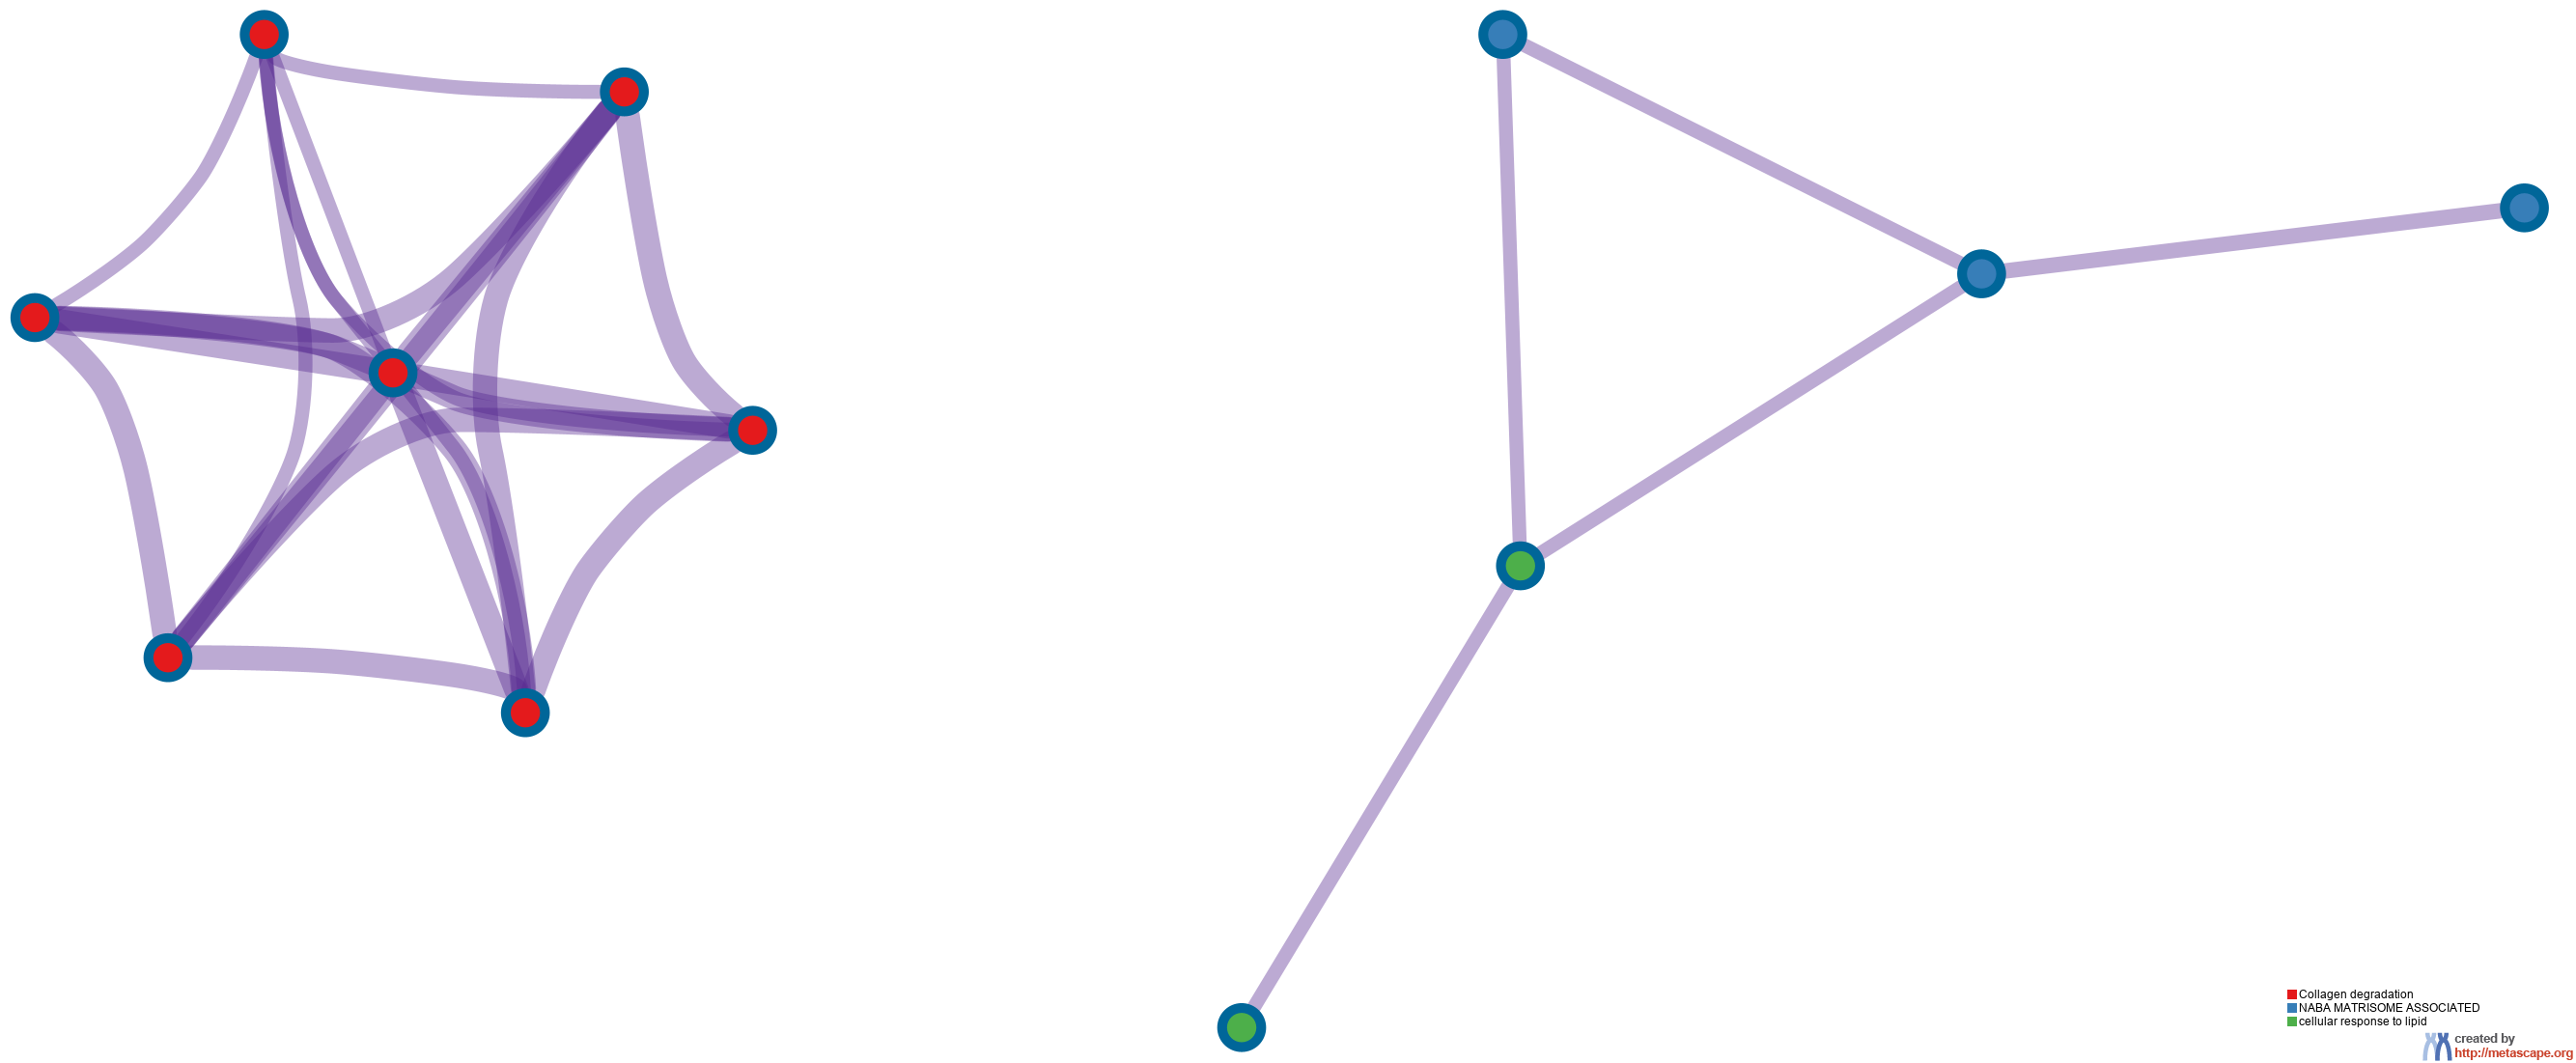 Collagen degradation
NABA MATRISOME ASSOCIATED
cellular response to lipid
created by
http://metascape.org